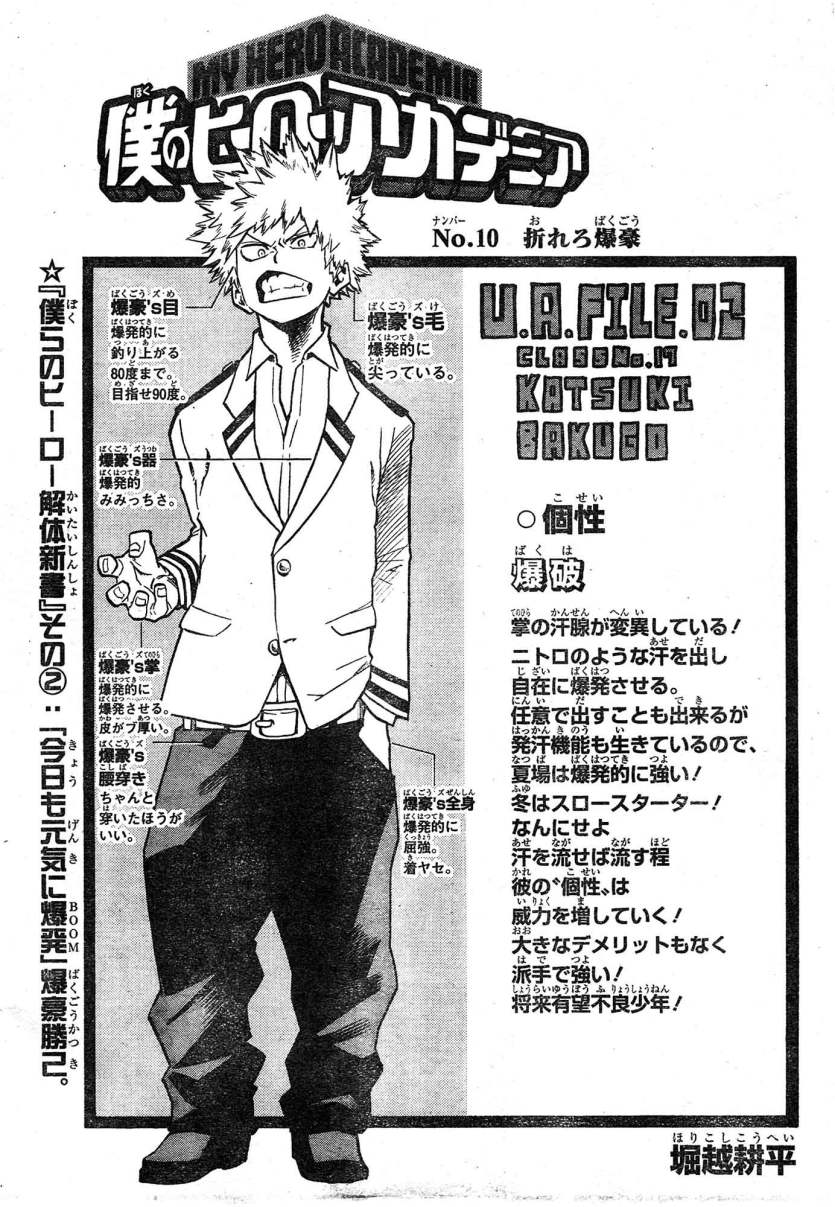 MY HERO ACADEMIA
僕のヒーローアカデミア
No.10 折れろ爆豪
☆『僕らのヒーロー解体新書』その②:「今日も元気に爆発」爆豪勝己。
爆豪's目
爆発的に
釣り上がる
80度まで。
目指せ90度。
爆豪's毛
爆発的に
尖っている。
爆豪's器
爆発的
みみっちさ。
爆豪's掌
爆発的に
爆発させる。
皮がブ厚い。
爆豪's
腰穿き
ちゃんと
穿いたほうが
いい。
爆豪's全身
爆発的に
屈強。
着ヤセ。
U.A.FILE.02
CLASS No.17
KATSUKI
BAKUGO
○個性
爆破
掌の汗腺が変異している!
ニトロのような汗を出し
自在に爆発させる。
任意で出すことも出来るが
発汗機能も生きているので、
夏場は爆発的に強い!
冬はスロースターター!
なんにせよ
汗を流せば流す程
彼の〝個性〟は
威力を増していく!
大きなデメリットもなく
派手で強い!
将来有望不良少年!
堀越耕平